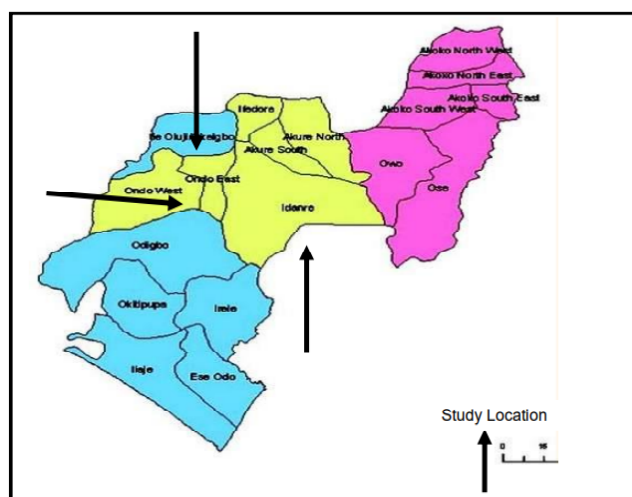 Akoko North West
Akoko North East
Akoko South East
Akoko South West
Ifedore
Ile Oluji/Okeigbo
Akure North
Akure South
Owo
Ondo East
Ondo West
Ose
Idanre
Odigbo
Okitipupa
Irele
Ilaje
Ese Odo
Study Location
0
15